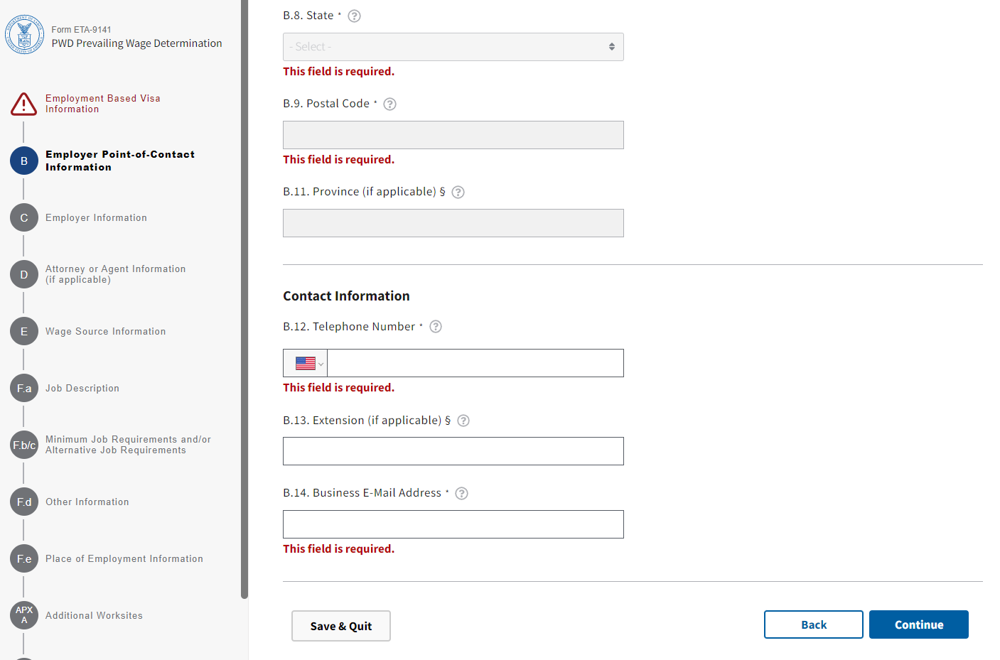 Form ETA-9141
PWD Prevailing Wage Determination
Employment Based Visa
Information
B
Employer Point-of-Contact
Information
C
Employer Information
D
Attorney or Agent Information
(if applicable)
E
Wage Source Information
F.a
Job Description
F.b/c
Minimum Job Requirements and/or
Alternative Job Requirements
F.d
Other Information
F.e
Place of Employment Information
APX
A
Additional Worksites
B.8. State * ?
- Select -
This field is required.
B.9. Postal Code * ?
This field is required.
B.11. Province (if applicable) § ?
Contact Information
B.12. Telephone Number * ?
This field is required.
B.13. Extension (if applicable) § ?
B.14. Business E-Mail Address * ?
This field is required.
Save & Quit
Back
Continue